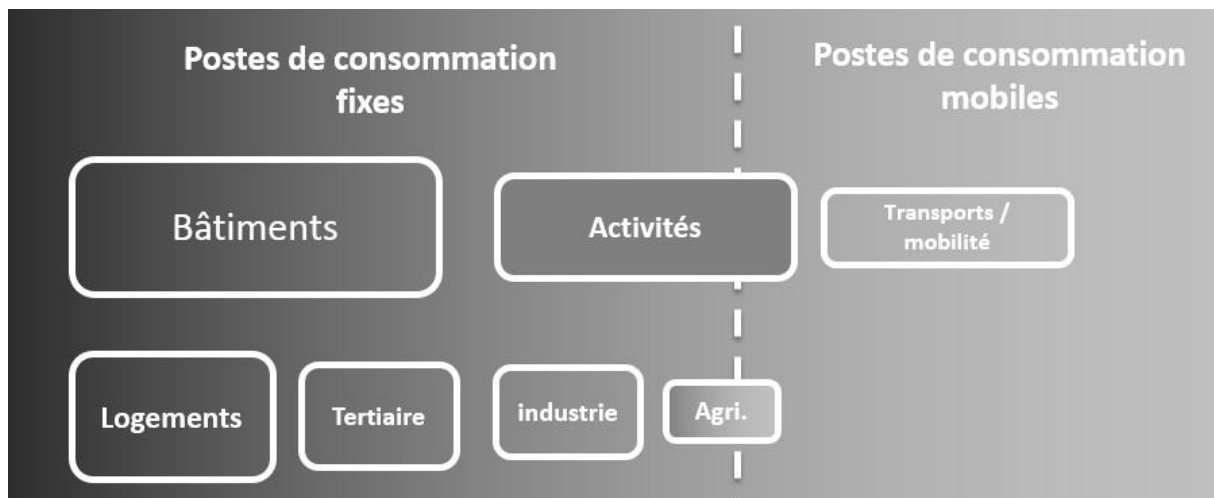 Postes de consommation
fixes
Postes de consommation
mobiles
Bâtiments
Activités
Transports /
mobilité
Logements
Tertiaire
industrie
Agri.